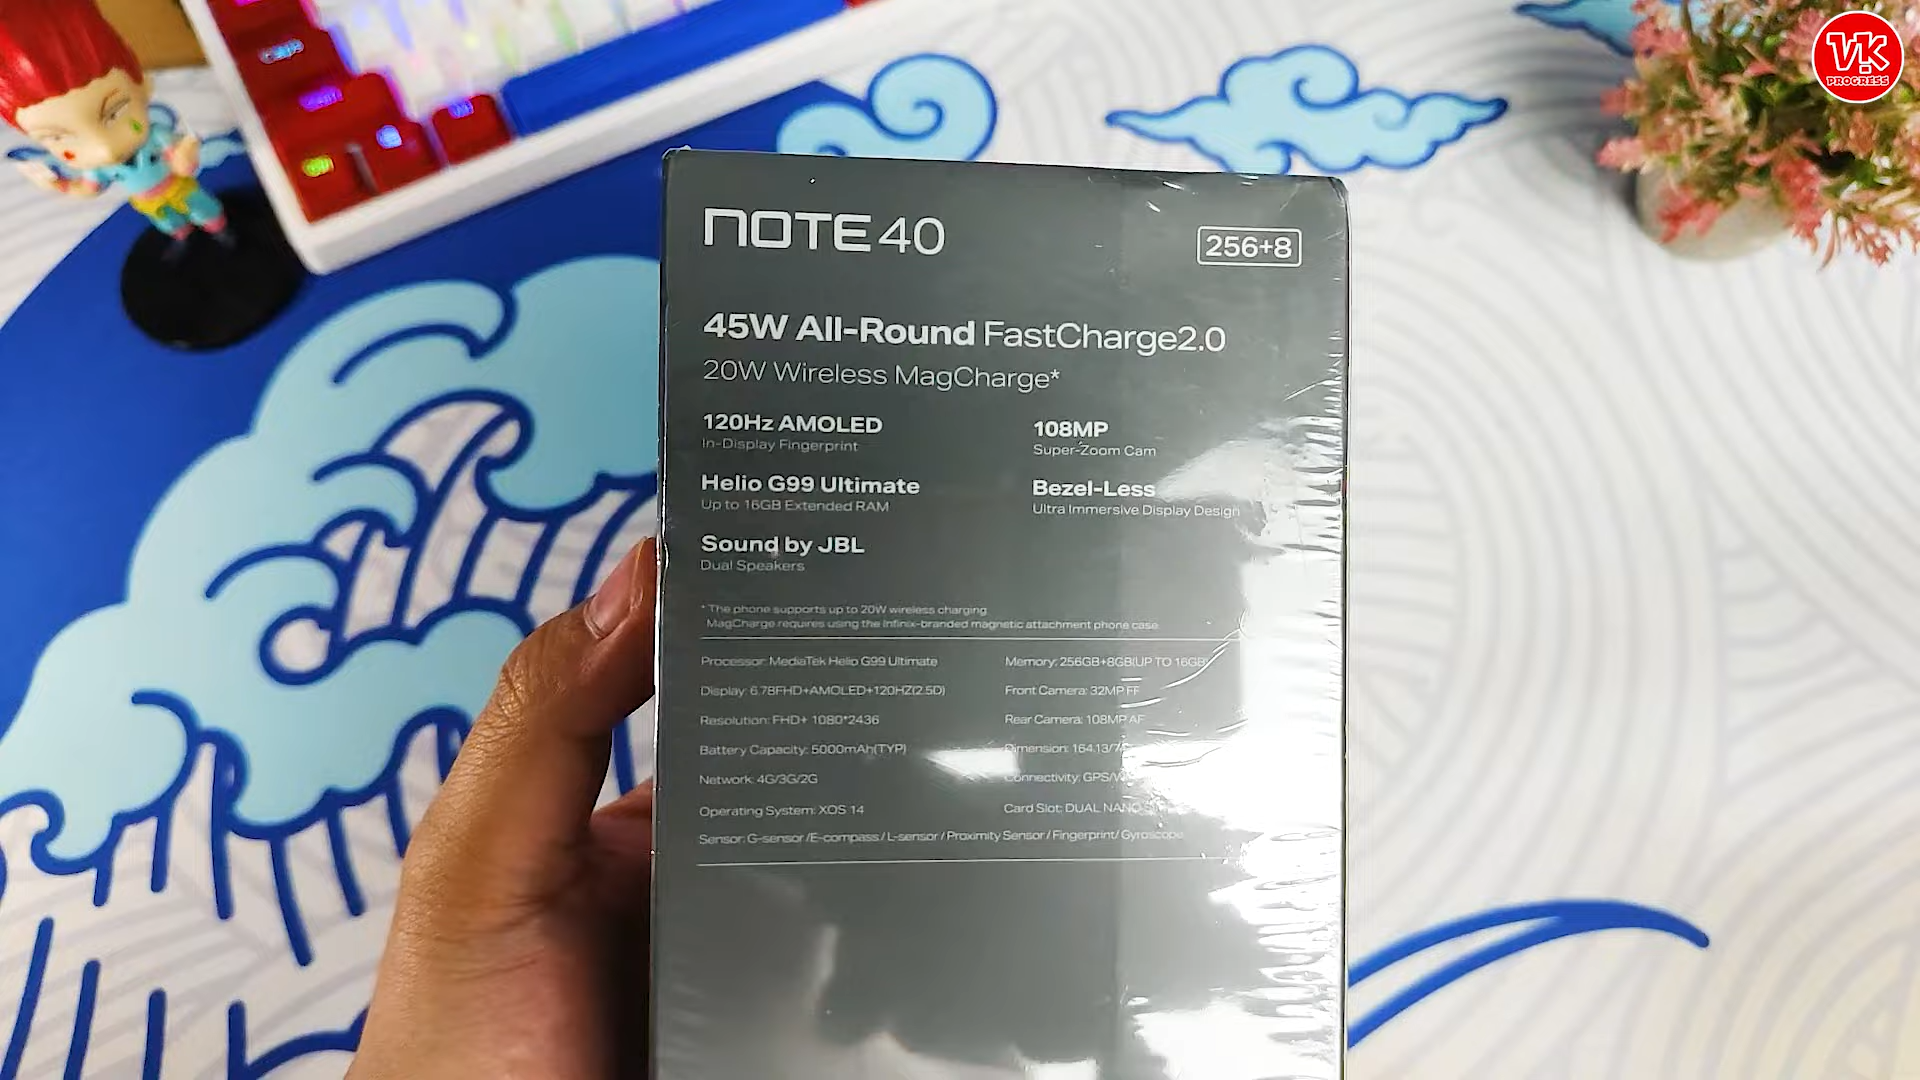 VK
PROGRESS
NOTE 40
256+8
45W All-Round FastCharge2.0
20W Wireless MagCharge*
120Hz AMOLED
In-Display Fingerprint
108MP
Super-Zoom Cam
Helio G99 Ultimate
Up to 16GB Extended RAM
Bezel-Less
Ultra Immersive Display Design
Sound by JBL
Dual Speakers
* The phone supports up to 20W wireless charging
MagCharge requires using the Infinix-branded magnetic attachment phone case.
Processor: MediaTek Helio G99 Ultimate
Memory: 256GB+8GB(UP TO 16GB)
Display: 6.78FHD+AMOLED+120HZ(2.5D)
Front Camera: 32MP FF
Resolution: FHD+ 1080*2436
Rear Camera: 108MP AF
Battery Capacity: 5000mAh(TYP)
Dimension: 164.13/7
Network: 4G/3G/2G
Connectivity: GPS/W
Operating System: XOS 14
Card Slot: DUAL NANO
Sensor: G-sensor /E-compass / L-sensor / Proximity Sensor / Fingerprint/ Gyroscope